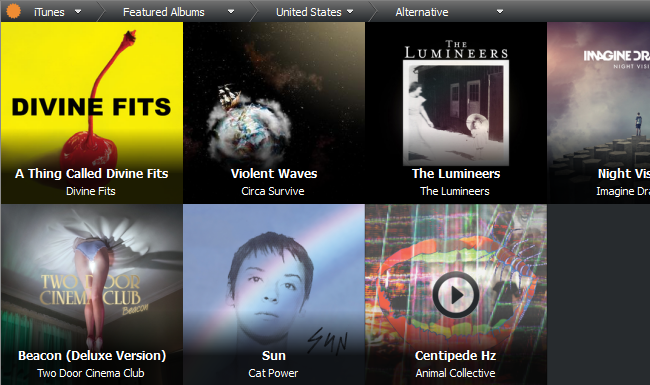 iTunes Featured Albums United States Alternative
DIVINE FITS
A Thing Called Divine Fits
Divine Fits
Violent Waves
Circa Survive
THE
LUMINEERS
The Lumineers
The Lumineers
IMAGINE DRA
NIGHT VISI
Night Vis
Imagine Dra
TWO DOOR
CINEMA CLUB
Beacon
Beacon (Deluxe Version)
Two Door Cinema Club
SUN
Sun
Cat Power
Centipede Hz
Animal Collective